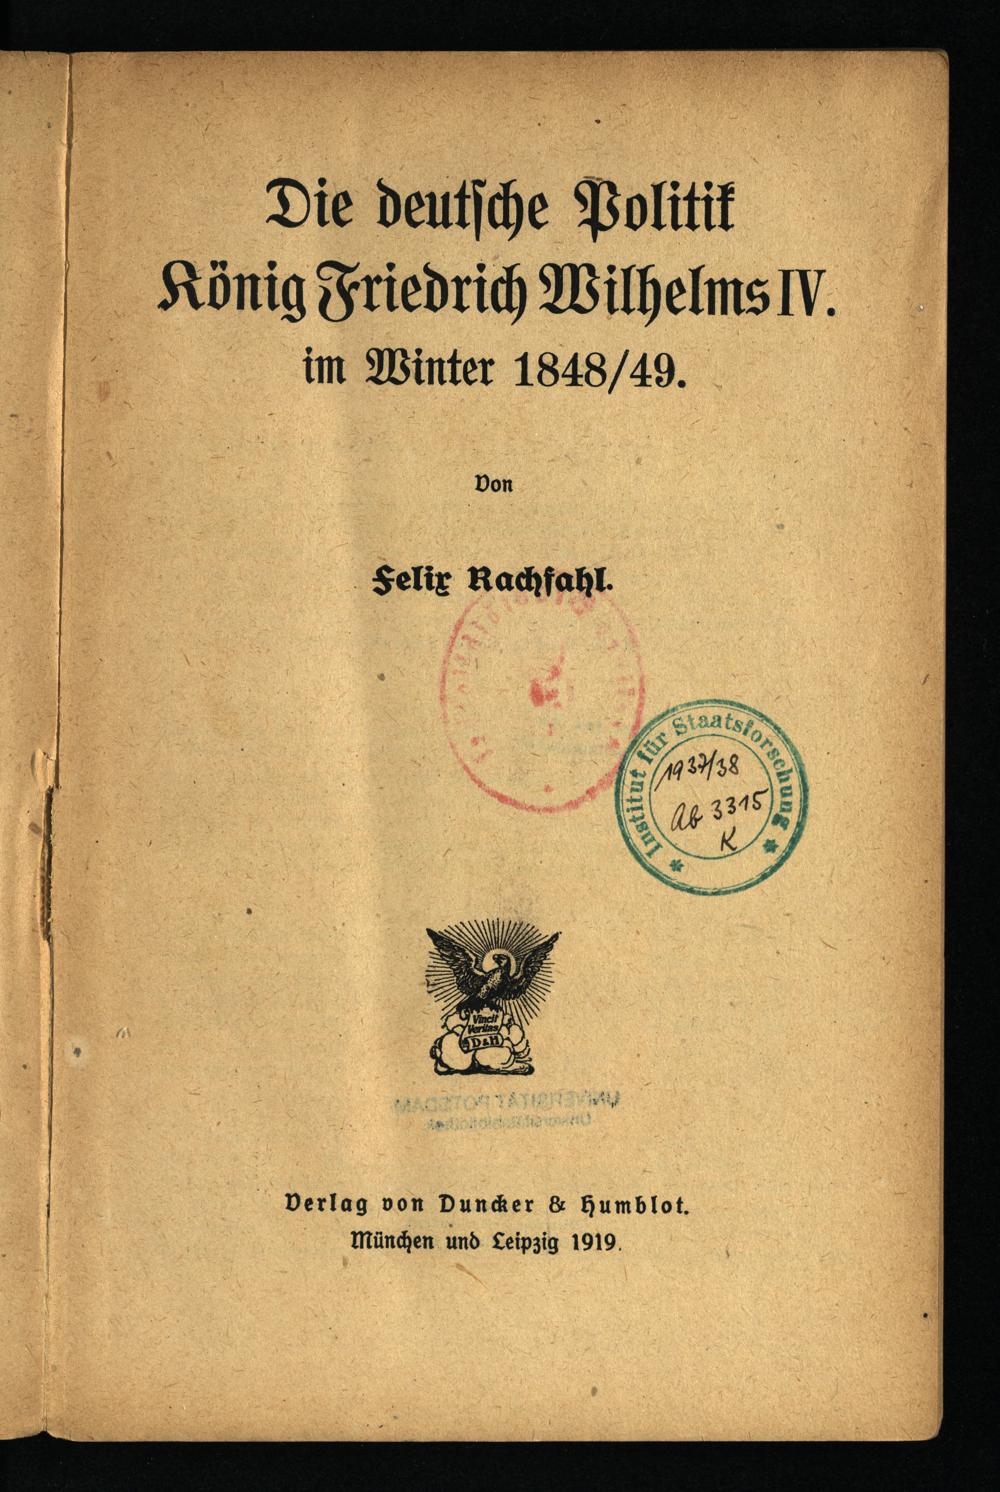 Die deutsche Politik
König Friedrich Wilhelms IV.
im Winter 1848/49.
Von
Felix Rachfahl.
Institut für Staatsforschung
1937/38
Ab 3315
K
Vincit
Veritas
D&H
UNIVERSITÄT POTSDAM
Universitätsbibliothek
Verlag von Duncker & Humblot.
München und Leipzig 1919.